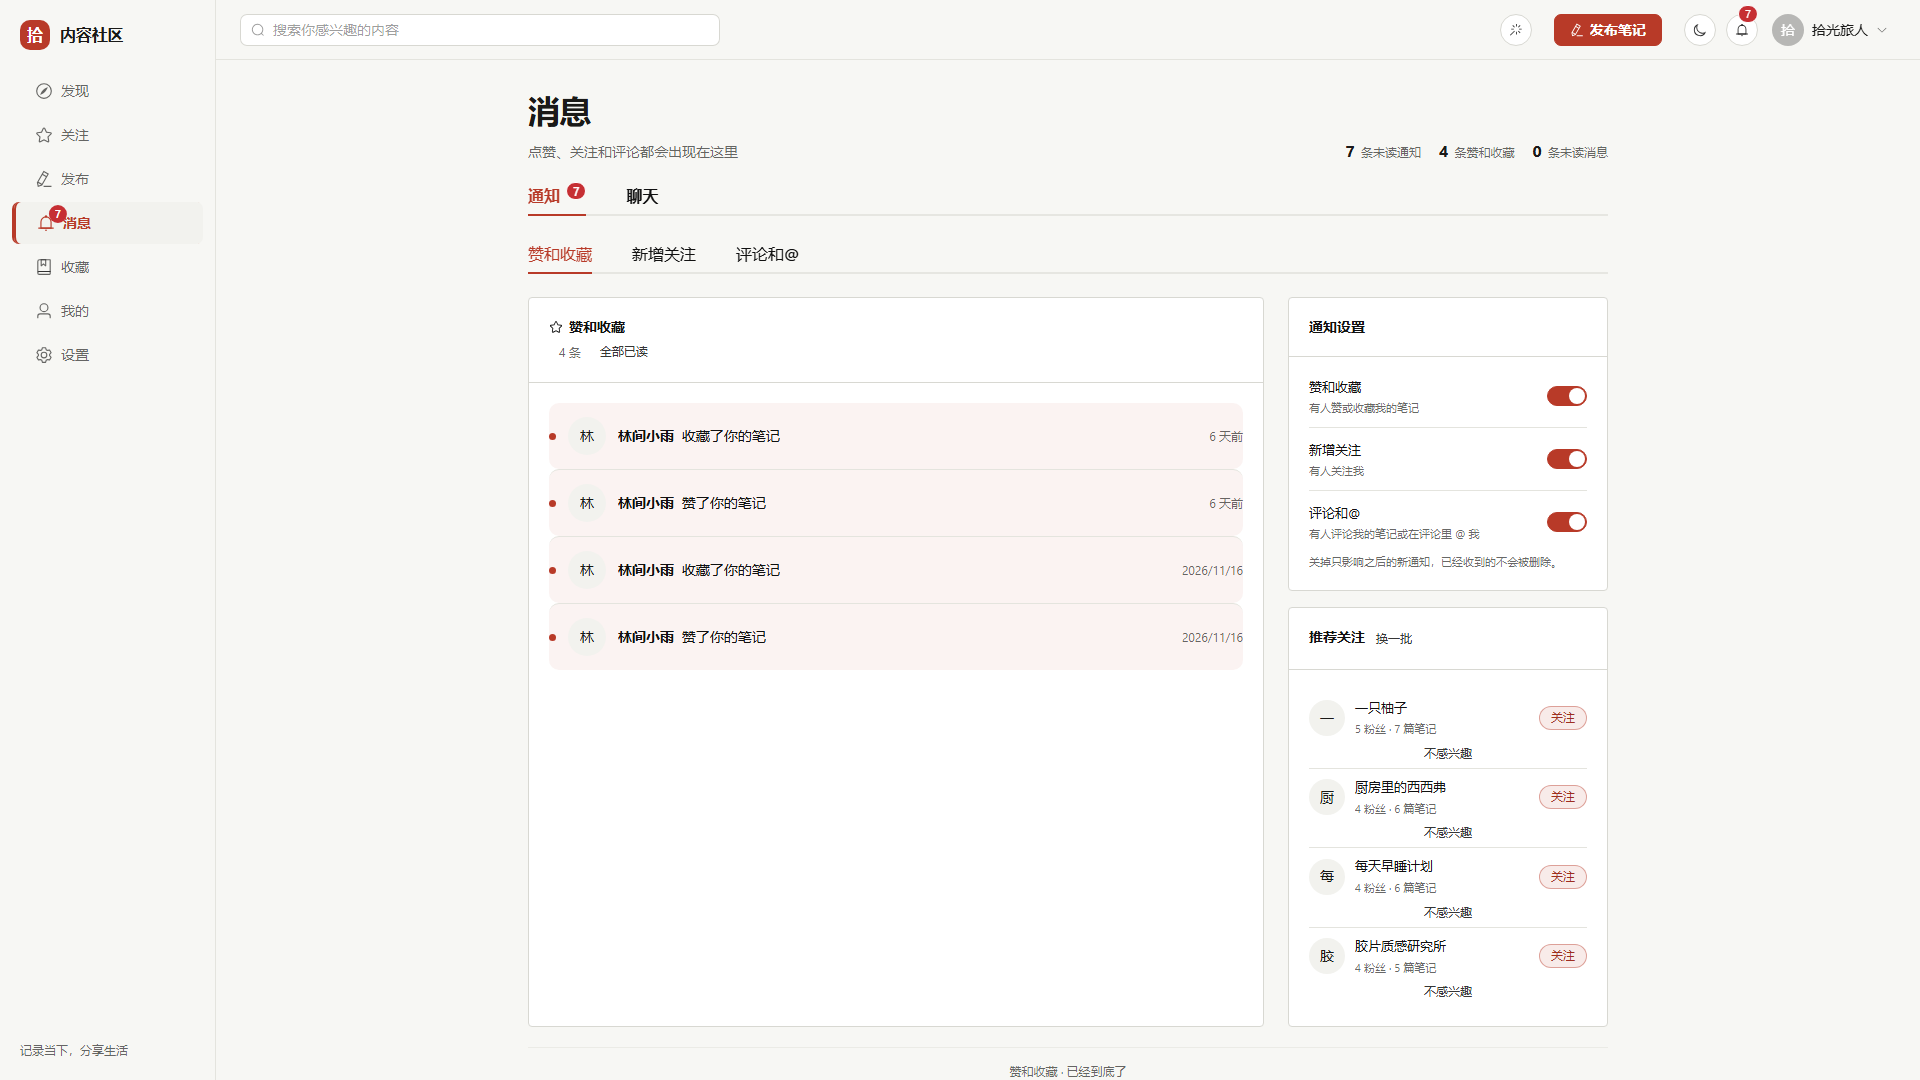 拾 内容社区
发现
关注
发布
7
消息
收藏
我的
设置
记录当下，分享生活
搜索你感兴趣的内容
发布笔记
7
拾 拾光旅人
消息
点赞、关注和评论都会出现在这里
7 条未读通知 4 条赞和收藏 0 条未读消息
通知 7 聊天
赞和收藏 新增关注 评论和@
赞和收藏
4 条 全部已读
林 林间小雨 收藏了你的笔记 6 天前
林 林间小雨 赞了你的笔记 6 天前
林 林间小雨 收藏了你的笔记 2026/11/16
林 林间小雨 赞了你的笔记 2026/11/16
通知设置
赞和收藏
有人赞或收藏我的笔记
新增关注
有人关注我
评论和@
有人评论我的笔记或在评论里 @ 我
关掉只影响之后的新通知，已经收到的不会被删除。
推荐关注 换一批
一 一只柚子 关注
5 粉丝 · 7 篇笔记
不感兴趣
厨 厨房里的西西弗 关注
4 粉丝 · 6 篇笔记
不感兴趣
每 每天早睡计划 关注
4 粉丝 · 6 篇笔记
不感兴趣
胶 胶片质感研究所 关注
4 粉丝 · 5 篇笔记
不感兴趣
赞和收藏 · 已经到底了